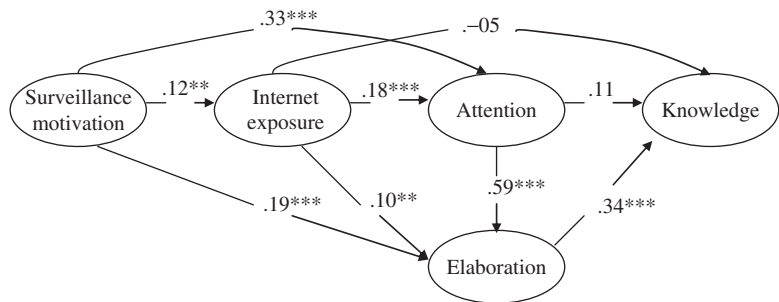 .33***
.–05
Surveillance
motivation
.12**
Internet
exposure
.18***
Attention
.11
Knowledge
.19***
.10**
.59***
.34***
Elaboration